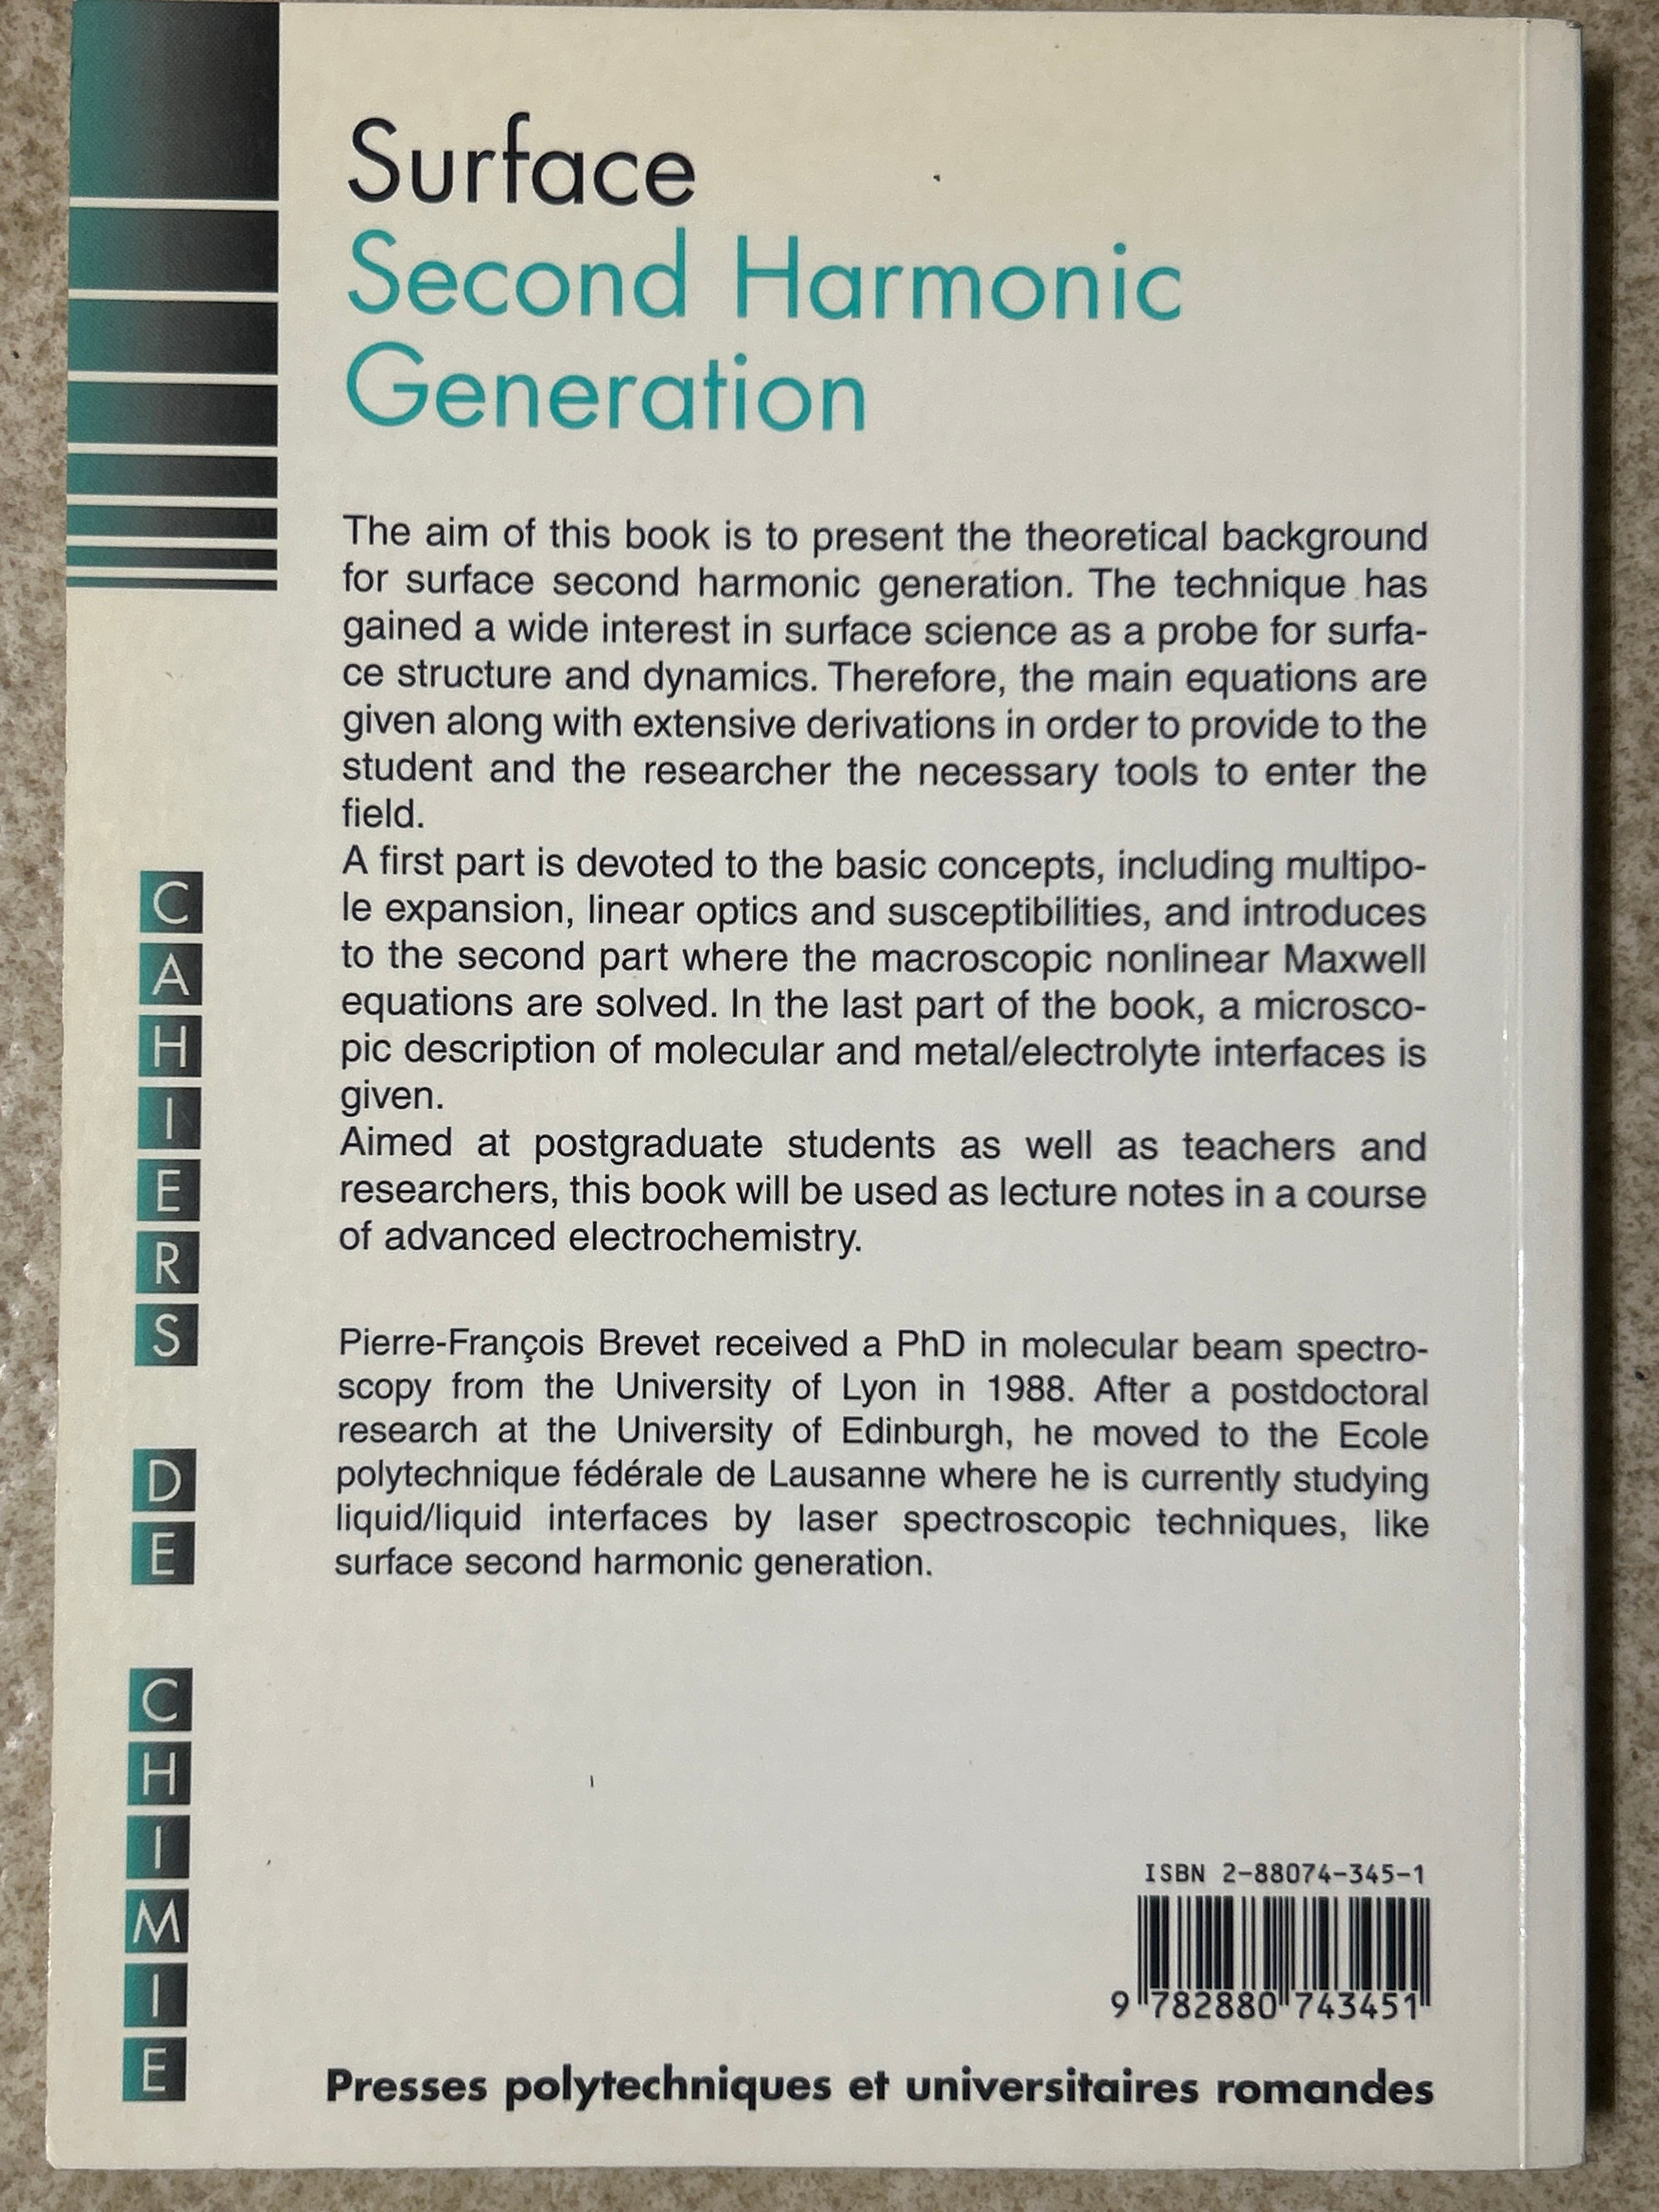 Surface
Second Harmonic
Generation
The aim of this book is to present the theoretical background
for surface second harmonic generation. The technique has
gained a wide interest in surface science as a probe for surfa-
ce structure and dynamics. Therefore, the main equations are
given along with extensive derivations in order to provide to the
student and the researcher the necessary tools to enter the
field.
A first part is devoted to the basic concepts, including multipo-
le expansion, linear optics and susceptibilities, and introduces
to the second part where the macroscopic nonlinear Maxwell
equations are solved. In the last part of the book, a microsco-
pic description of molecular and metal/electrolyte interfaces is
given.
Aimed at postgraduate students as well as teachers and
researchers, this book will be used as lecture notes in a course
of advanced electrochemistry.
Pierre-François Brevet received a PhD in molecular beam spectro-
scopy from the University of Lyon in 1988. After a postdoctoral
research at the University of Edinburgh, he moved to the Ecole
polytechnique fédérale de Lausanne where he is currently studying
liquid/liquid interfaces by laser spectroscopic techniques, like
surface second harmonic generation.
CAHIERS DE CHIMIE
ISBN 2-88074-345-1
9 782880 743451
Presses polytechniques et universitaires romandes